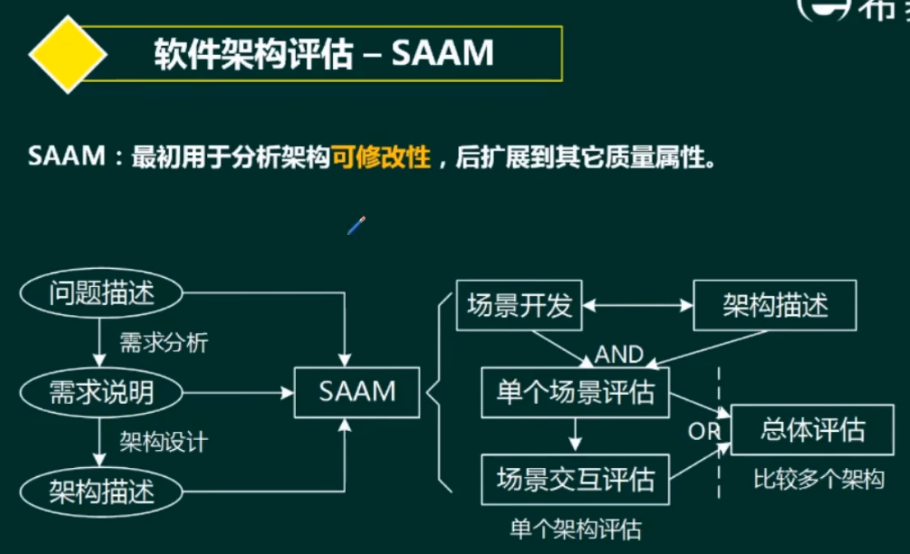 软件架构评估 – SAAM
SAAM：最初用于分析架构可修改性，后扩展到其它质量属性。
问题描述
需求分析
需求说明
架构设计
架构描述
SAAM
场景开发
架构描述
AND
单个场景评估
OR
总体评估
场景交互评估
比较多个架构
单个架构评估